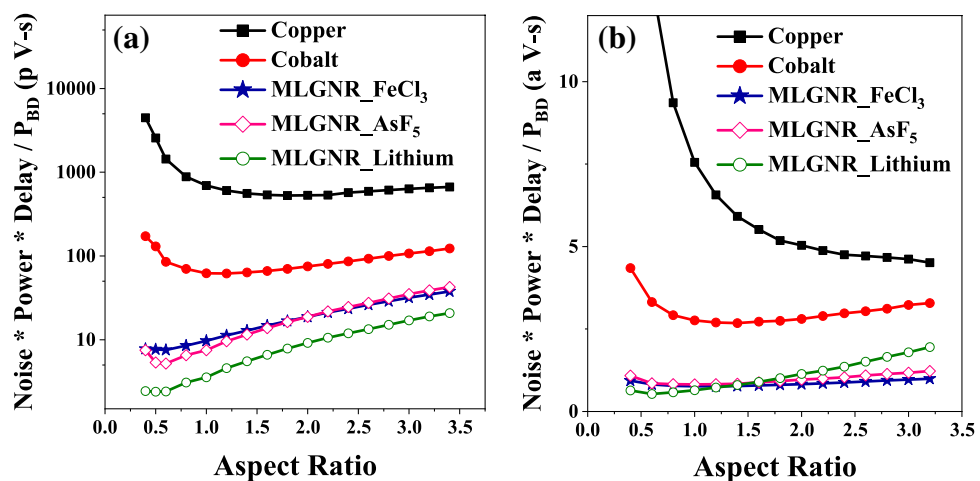 (a)
Copper
Cobalt
MLGNR_FeCl₃
MLGNR_AsF₅
MLGNR_Lithium
Noise * Power * Delay / P_BD (p V-s)
10000
1000
100
10
0.0 0.5 1.0 1.5 2.0 2.5 3.0 3.5
Aspect Ratio
(b)
Copper
Cobalt
MLGNR_FeCl₃
MLGNR_AsF₅
MLGNR_Lithium
Noise * Power * Delay / P_BD (a V-s)
10
5
0
0.0 0.5 1.0 1.5 2.0 2.5 3.0 3.5
Aspect Ratio